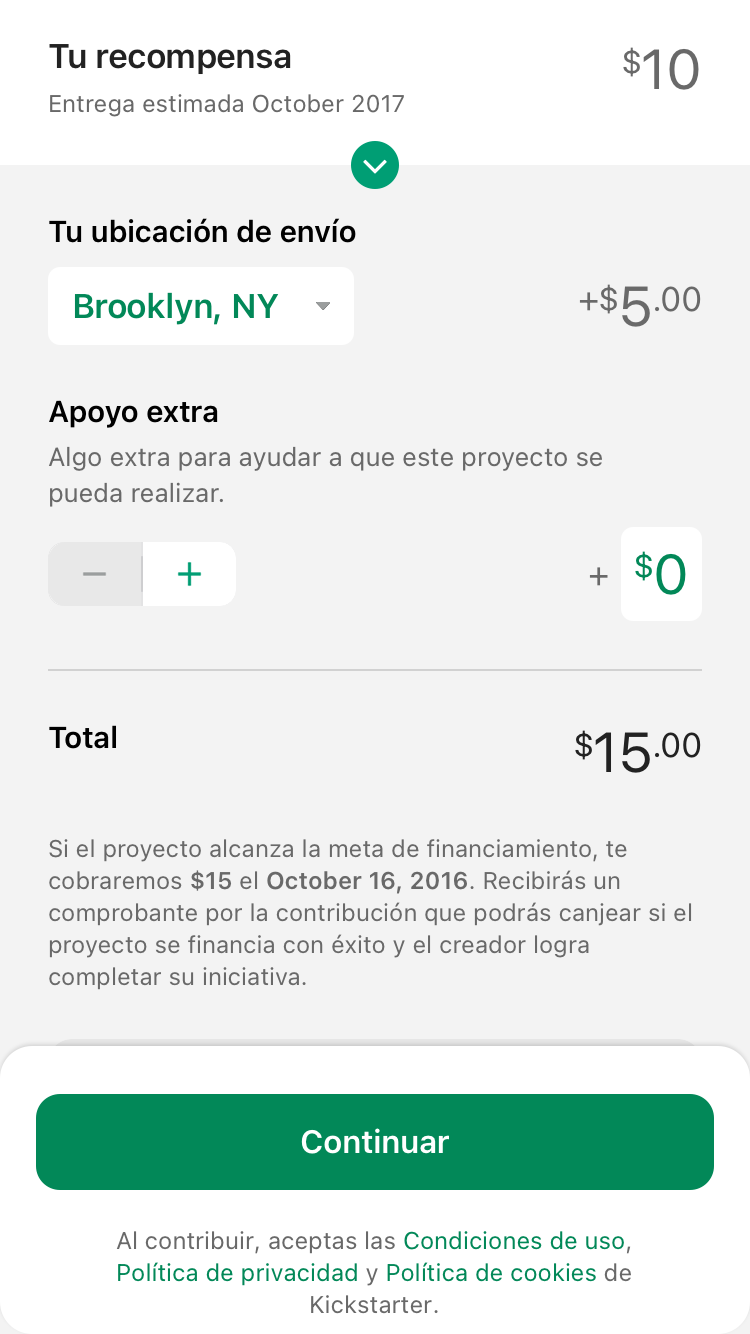 Tu recompensa
$10
Entrega estimada October 2017
Tu ubicación de envío
Brooklyn, NY
+$5.00
Apoyo extra
Algo extra para ayudar a que este proyecto se
pueda realizar.
− +
+ $0
Total
$15.00
Si el proyecto alcanza la meta de financiamiento, te
cobraremos $15 el October 16, 2016. Recibirás un
comprobante por la contribución que podrás canjear si el
proyecto se financia con éxito y el creador logra
completar su iniciativa.
Continuar
Al contribuir, aceptas las Condiciones de uso,
Política de privacidad y Política de cookies de
Kickstarter.